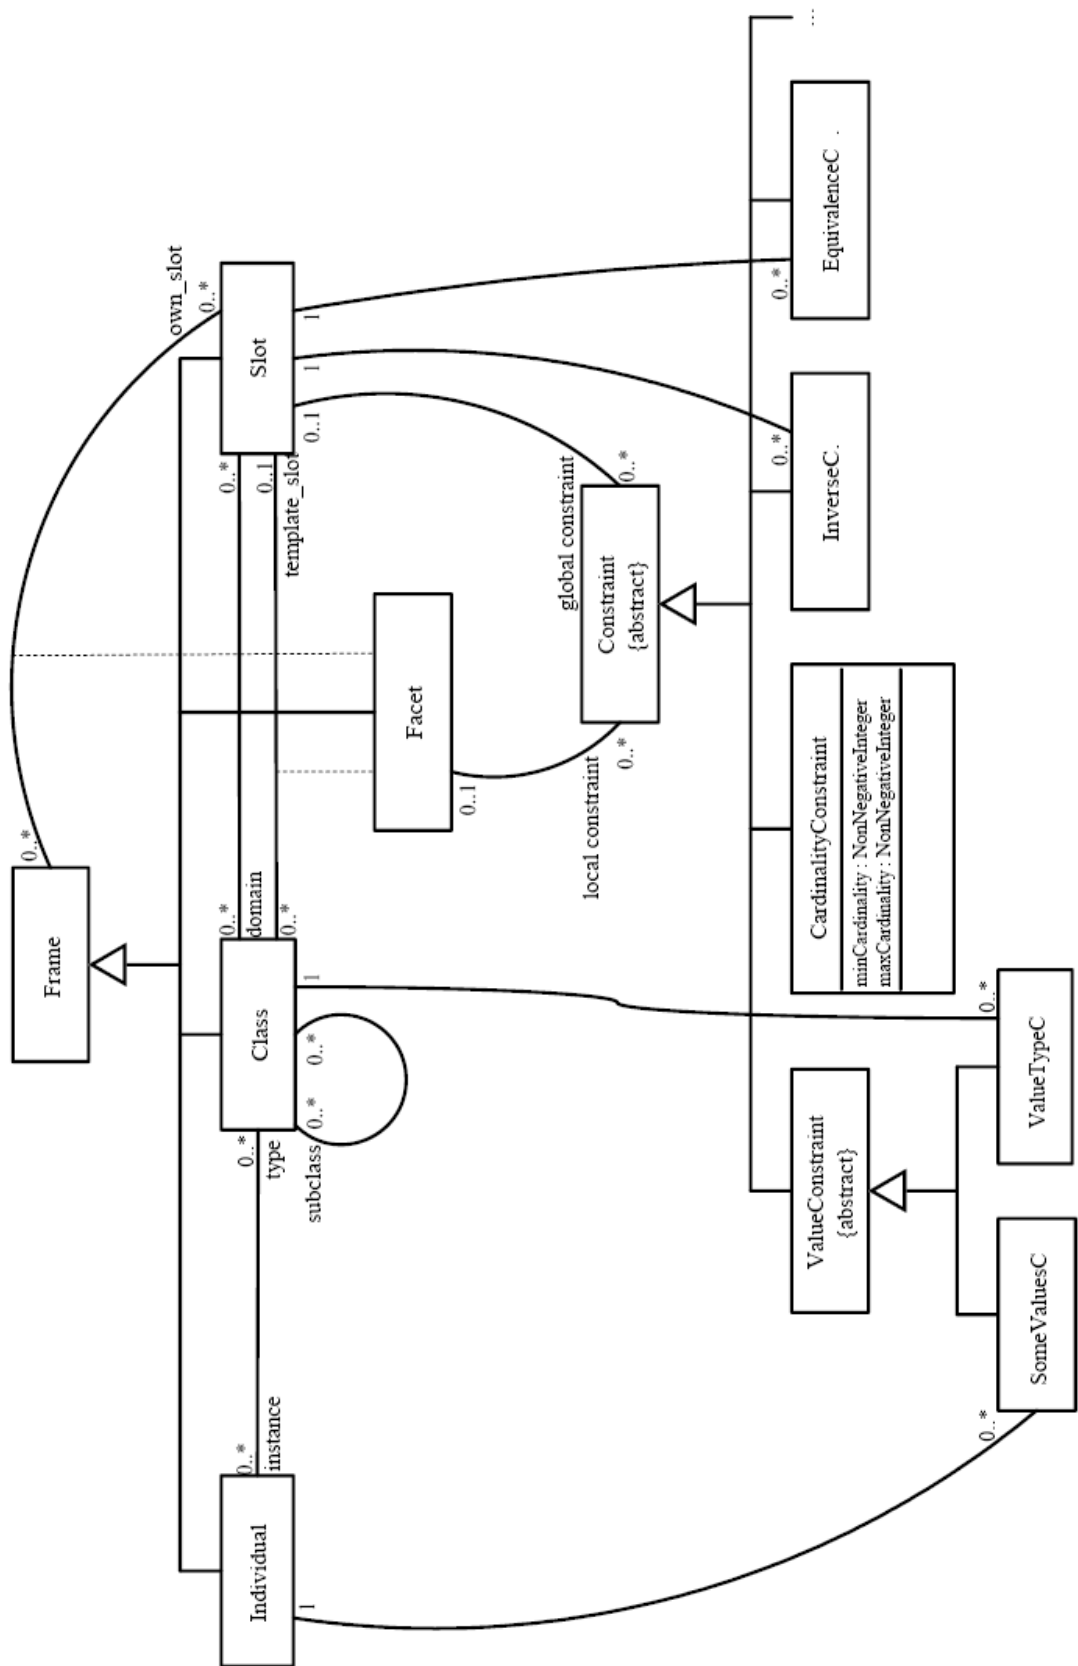 Frame
0..*
own_slot
0..*
Individual
0..*
instance
0..*
type
Class
0..*
domain
0..*
0..*
0..1
template_slot
Slot
1
0..*
subclass
0..*
1
0..1
1
1
Facet
0..1
local constraint
0..*
global constraint
0..*
Constraint
{abstract}
ValueConstraint
{abstract}
CardinalityConstraint
minCardinality : NonNegativeInteger
maxCardinality : NonNegativeInteger
0..*
InverseC.
0..*
EquivalenceC .
...
0..*
SomeValuesC
0..*
ValueTypeC